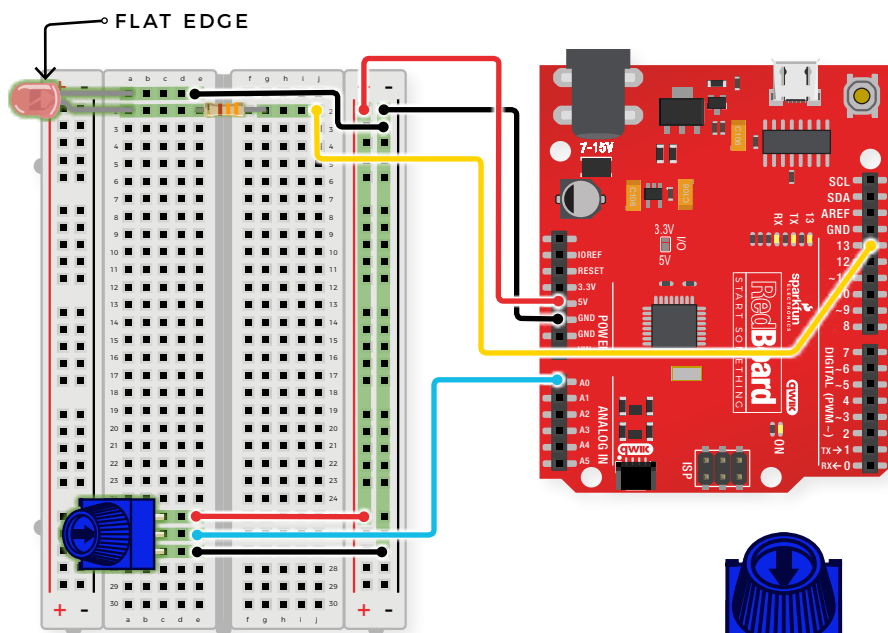 FLAT EDGE
+ -
a b c d e f g h i j
+ -
2
3
4
5
6
7
8
9
10
11
12
13
14
15
16
17
18
19
20
21
22
23
24
28
29
30
+ -
a b c d e f g h i j
+ -
7-15V
C106
C106
90LC
3.3V
I/O
5V
RX
TX
13
IOREF
RESET
3.3V
5V
GND
GND
POWER
A0
A1
A2
A3
A4
A5
ANALOG IN
SCL
SDA
AREF
GND
13
12
~9
8
7
~6
~5
4
~3
2
TX→1
RX←0
DIGITAL (PWM~)
sparkfun
ELECTRONICS
RedBoard
START SOMETHING
qwiic
qwiic
ISP
ON